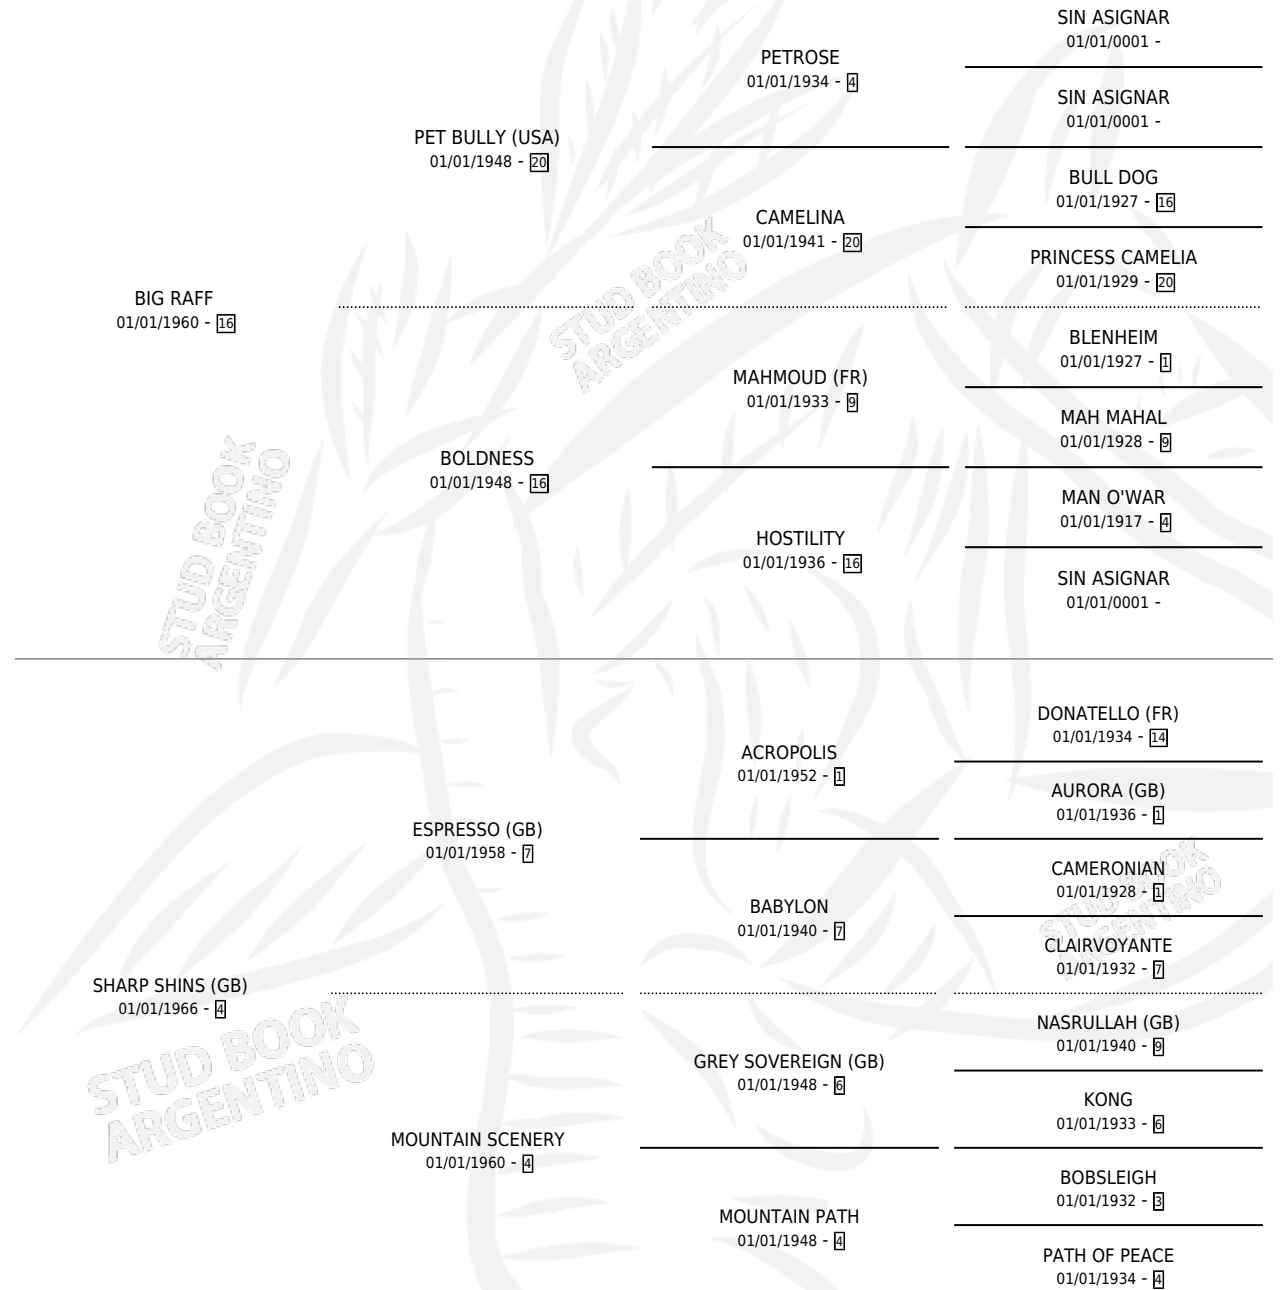 SIN ASIGNAR
01/01/0001 -
PETROSE
01/01/1934 - 4
SIN ASIGNAR
01/01/0001 -
PET BULLY (USA)
01/01/1948 - 20
BULL DOG
01/01/1927 - 16
CAMELINA
01/01/1941 - 20
PRINCESS CAMELIA
01/01/1929 - 20
BIG RAFF
01/01/1960 - 16
BLENHEIM
01/01/1927 - 1
MAHMOUD (FR)
01/01/1933 - 9
MAH MAHAL
01/01/1928 - 9
BOLDNESS
01/01/1948 - 16
MAN O'WAR
01/01/1917 - 4
HOSTILITY
01/01/1936 - 16
SIN ASIGNAR
01/01/0001 -
STUD BOOK
ARGENTINO
STUD BOOK
ARGENTINO
DONATELLO (FR)
01/01/1934 - 14
ACROPOLIS
01/01/1952 - 1
AURORA (GB)
01/01/1936 - 1
ESPRESSO (GB)
01/01/1958 - 7
CAMERONIAN
01/01/1928 - 1
BABYLON
01/01/1940 - 7
CLAIRVOYANTE
01/01/1932 - 7
SHARP SHINS (GB)
01/01/1966 - 4
NASRULLAH (GB)
01/01/1940 - 9
GREY SOVEREIGN (GB)
01/01/1948 - 6
KONG
01/01/1933 - 6
MOUNTAIN SCENERY
01/01/1960 - 4
BOBSLEIGH
01/01/1932 - 3
MOUNTAIN PATH
01/01/1948 - 4
PATH OF PEACE
01/01/1934 - 4
STUD BOOK
ARGENTINO
STUD BOOK
ARGENTINO